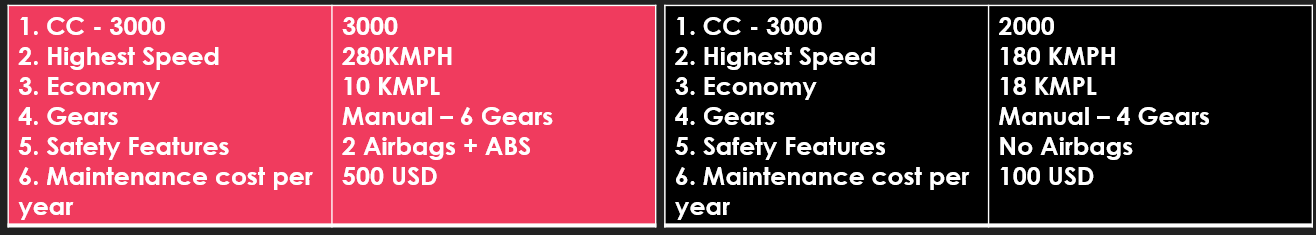 1. CC - 3000
2. Highest Speed
3. Economy
4. Gears
5. Safety Features
6. Maintenance cost per
year
3000
280KMPH
10 KMPL
Manual – 6 Gears
2 Airbags + ABS
500 USD
1. CC - 3000
2. Highest Speed
3. Economy
4. Gears
5. Safety Features
6. Maintenance cost per
year
2000
180 KMPH
18 KMPL
Manual – 4 Gears
No Airbags
100 USD